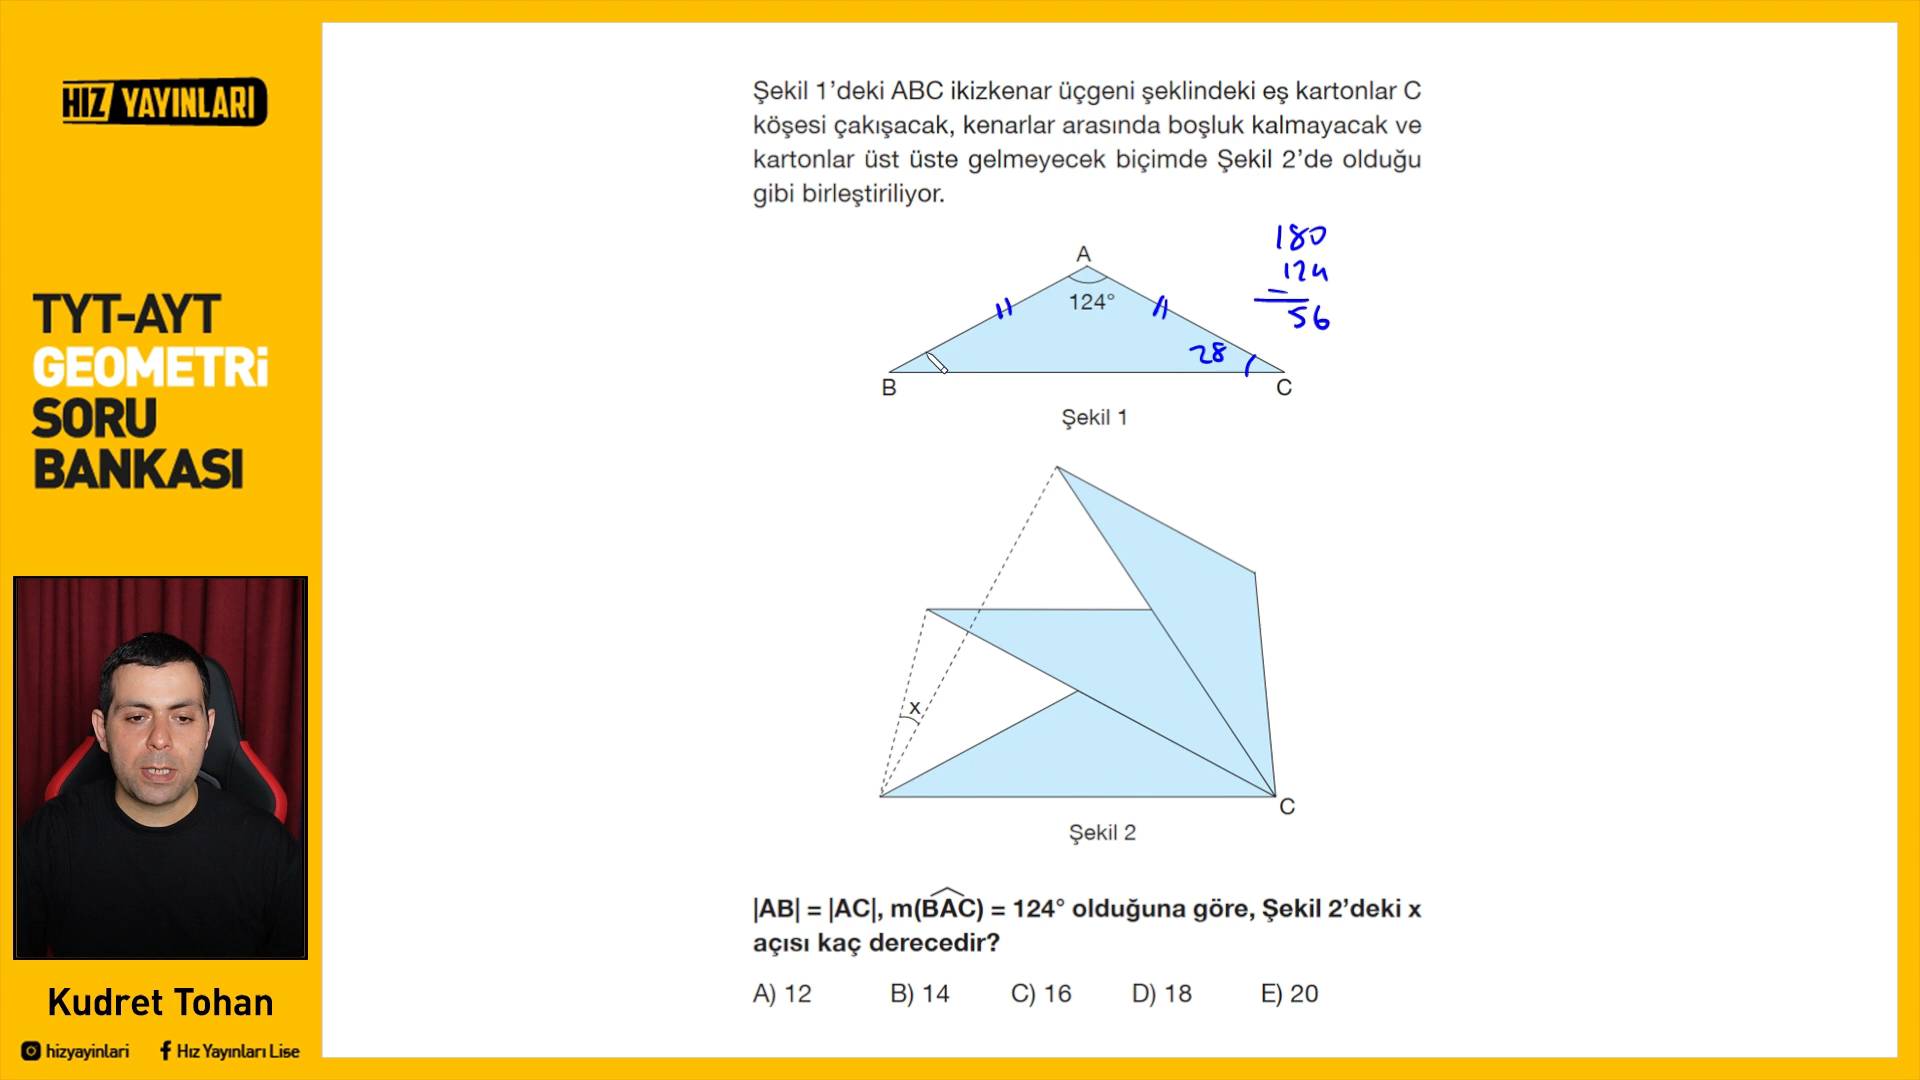 HIZ YAYINLARI
TYT-AYT
GEOMETRİ
SORU
BANKASI
Kudret Tohan
hizyayinlari
Hız Yayınları Lise
Şekil 1'deki ABC ikizkenar üçgeni şeklindeki eş kartonlar C
köşesi çakışacak, kenarlar arasında boşluk kalmayacak ve
kartonlar üst üste gelmeyecek biçimde Şekil 2'de olduğu
gibi birleştiriliyor.
180
124
56
A
124°
28
B
C
Şekil 1
x
C
Şekil 2
|AB| = |AC|, m(BAC) = 124° olduğuna göre, Şekil 2'deki x
açısı kaç derecedir?
A) 12 B) 14 C) 16 D) 18 E) 20